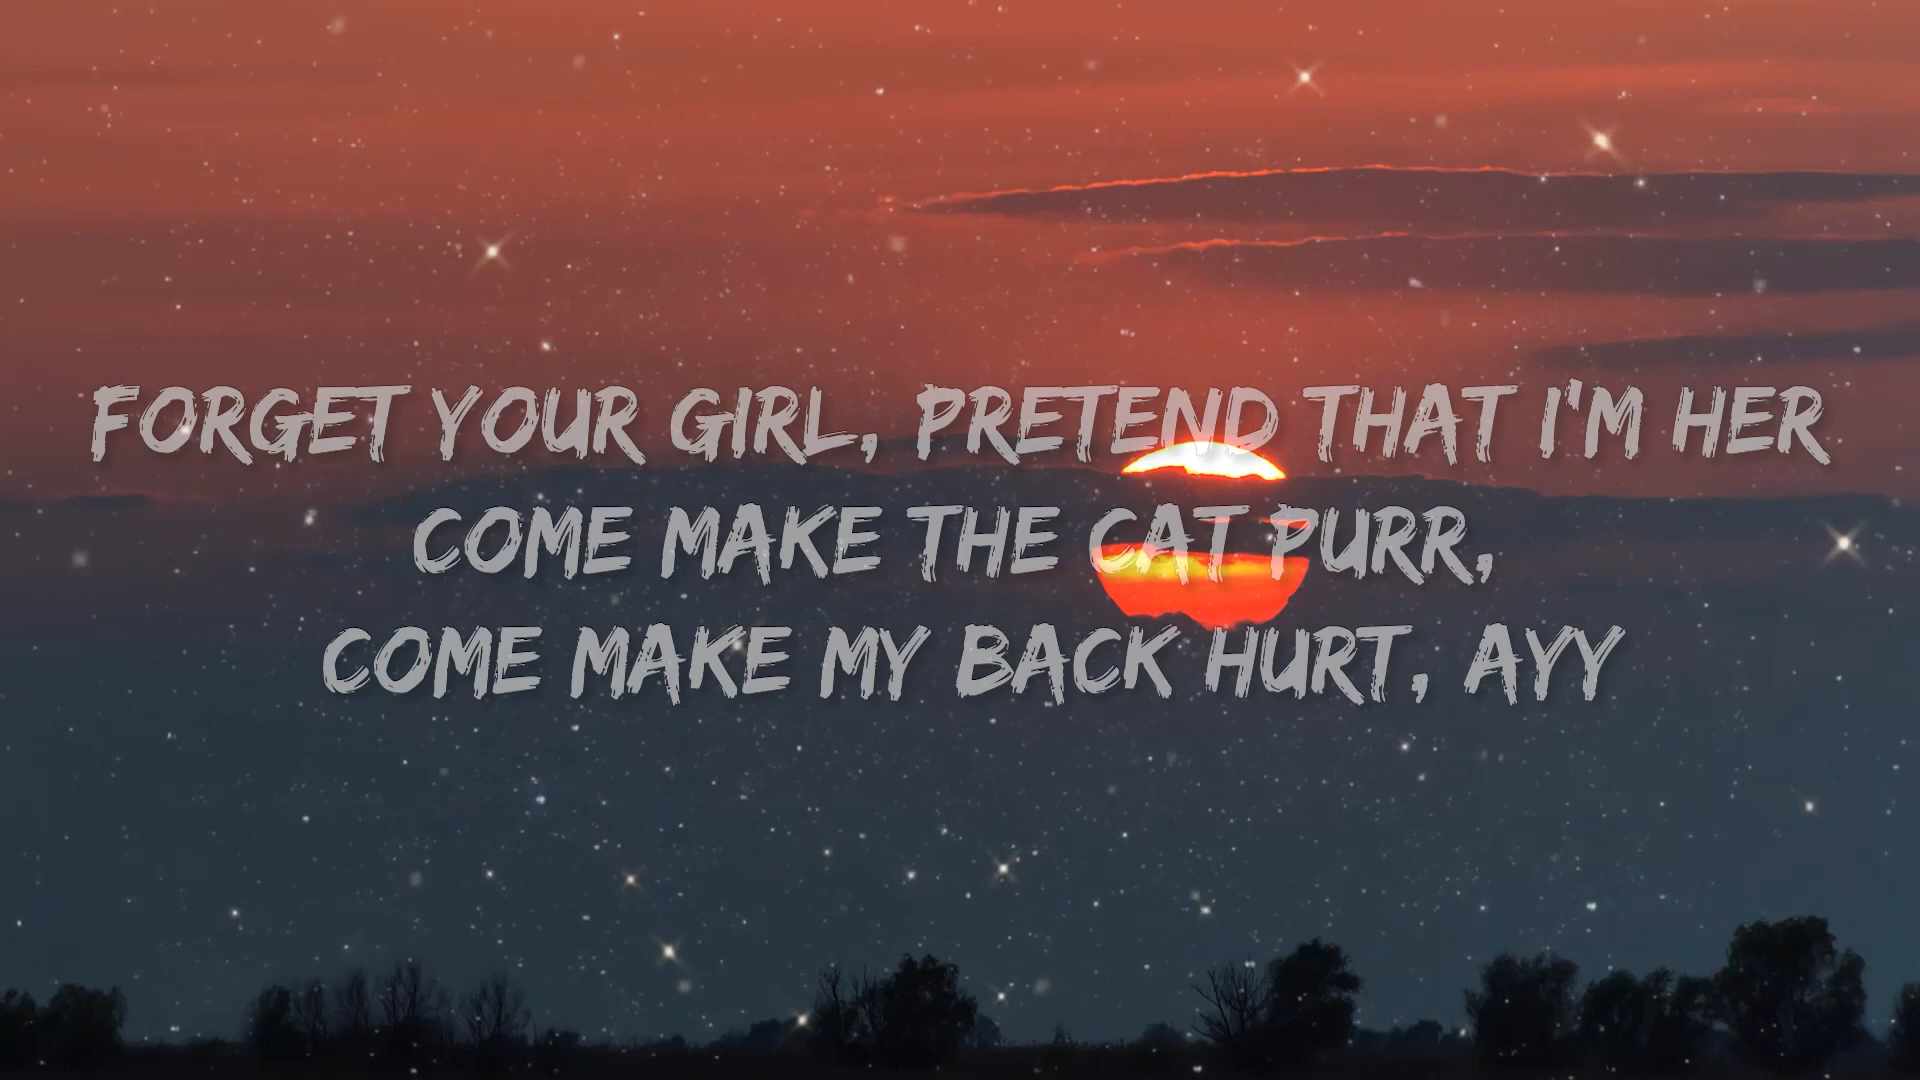 FORGET YOUR GIRL, PRETEND THAT I'M HER
COME MAKE THE CAT PURR,
COME MAKE MY BACK HURT, AYY